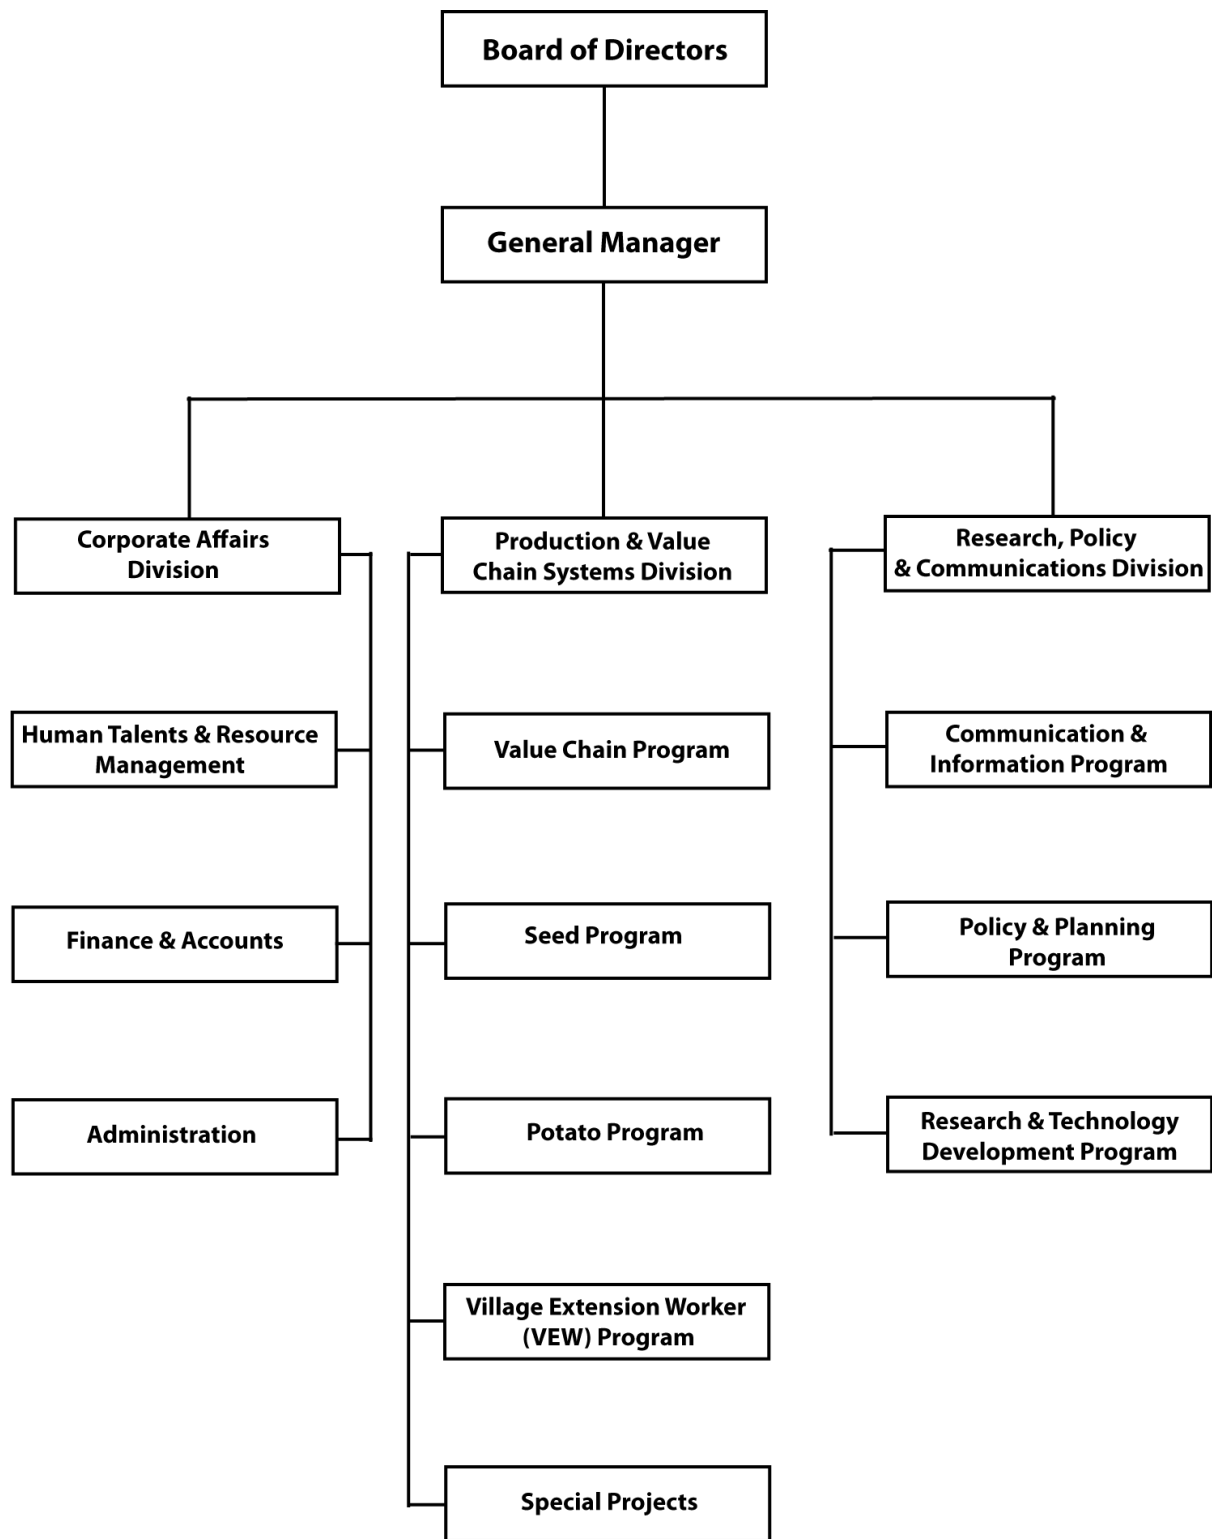 Board of Directors
General Manager
Corporate Affairs
Division
Production & Value
Chain Systems Division
Research, Policy
& Communications Division
Human Talents & Resource
Management
Value Chain Program
Communication &
Information Program
Finance & Accounts
Seed Program
Policy & Planning
Program
Administration
Potato Program
Research & Technology
Development Program
Village Extension Worker
(VEW) Program
Special Projects